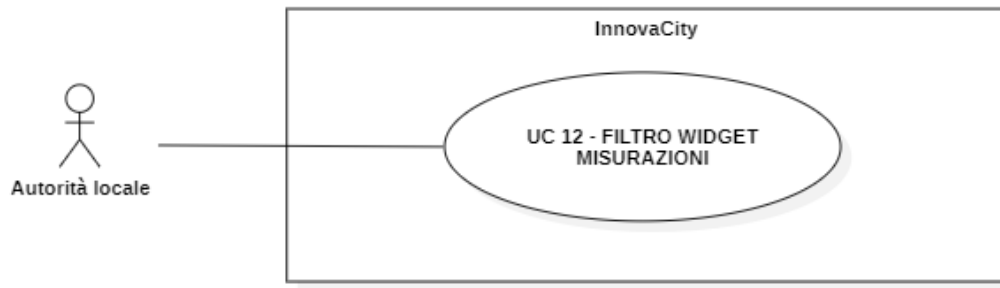 InnovaCity
UC 12 - FILTRO WIDGET
MISURAZIONI
Autorità locale